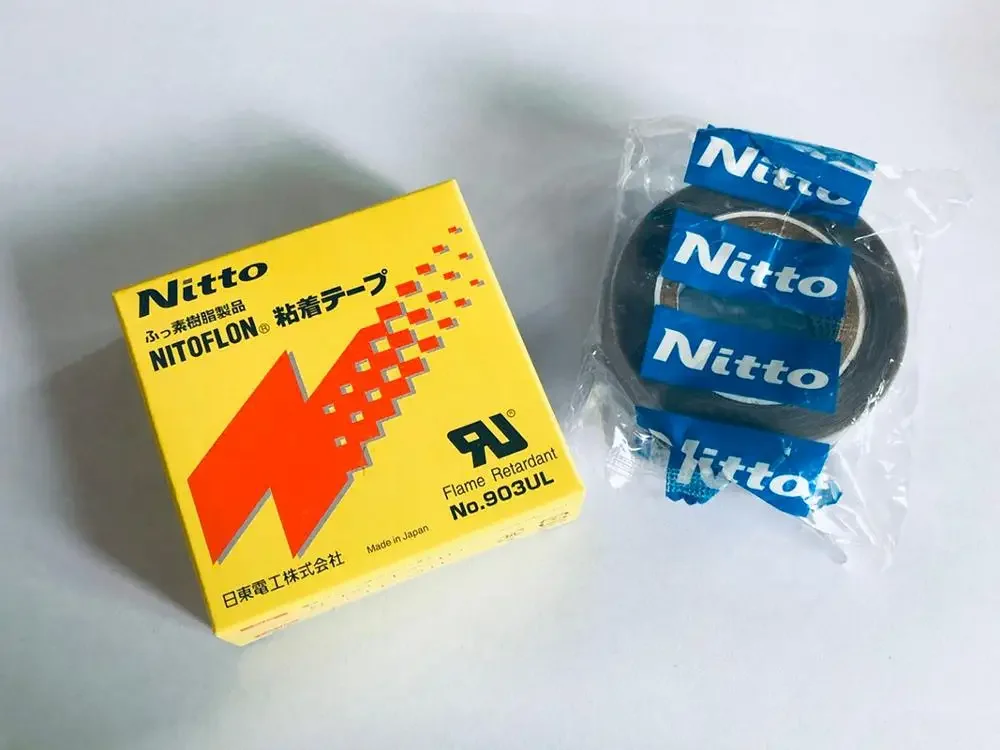 Nitto
ふっ素樹脂製品
NITOFLON® 粘着テープ
RU®
Flame Retardant
No.903UL
Made in Japan
日東電工株式会社
Nitto
Nitto
Nitto
Nitto